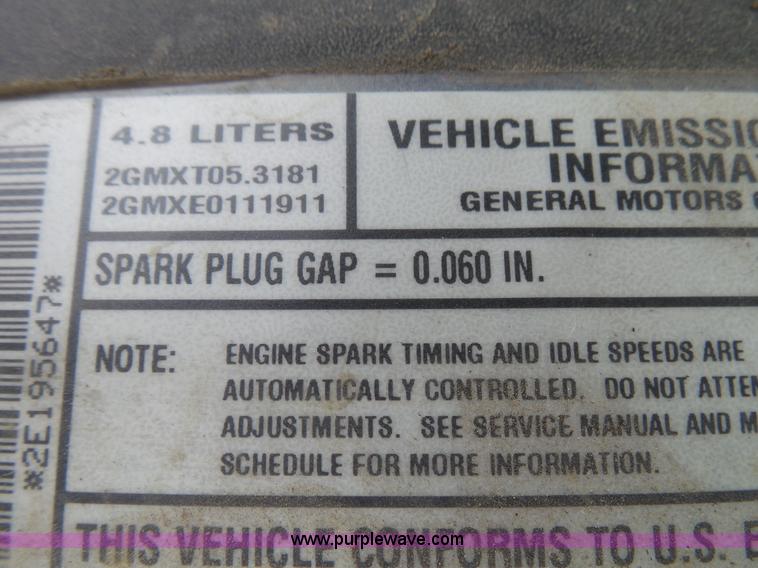 4.8 LITERS
2GMXT05.3181
2GMXE0111911
VEHICLE EMISSIO
INFORMA
GENERAL MOTORS
SPARK PLUG GAP = 0.060 IN.
NOTE: ENGINE SPARK TIMING AND IDLE SPEEDS ARE
AUTOMATICALLY CONTROLLED. DO NOT ATTEM
ADJUSTMENTS. SEE SERVICE MANUAL AND M
SCHEDULE FOR MORE INFORMATION.
THIS VEHICLE CONFORMS TO U.S. E
*2E195647*
www.purplewave.com